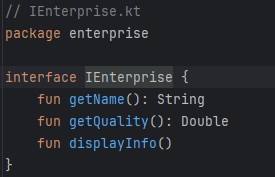 // IEnterprise.kt
package enterprise

interface IEnterprise {
    fun getName(): String
    fun getQuality(): Double
    fun displayInfo()
}